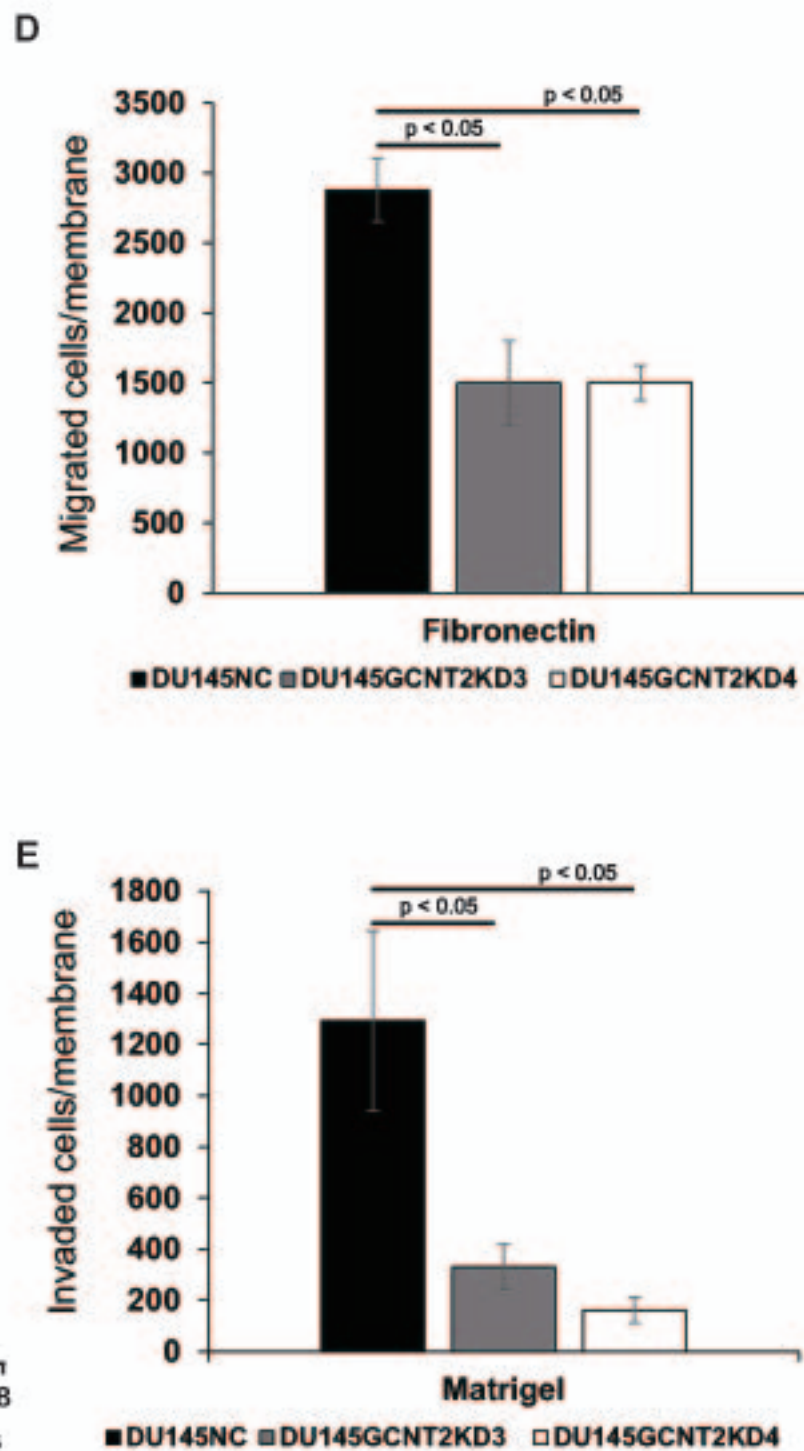 D
3500
3000
2500
2000
1500
1000
500
0
Migrated cells/membrane
p < 0.05
p < 0.05
Fibronectin
DU145NC DU145GCNT2KD3 DU145GCNT2KD4
E
1800
1600
1400
1200
1000
800
600
400
200
0
Invaded cells/membrane
p < 0.05
p < 0.05
Matrigel
8
DU145NC DU145GCNT2KD3 DU145GCNT2KD4